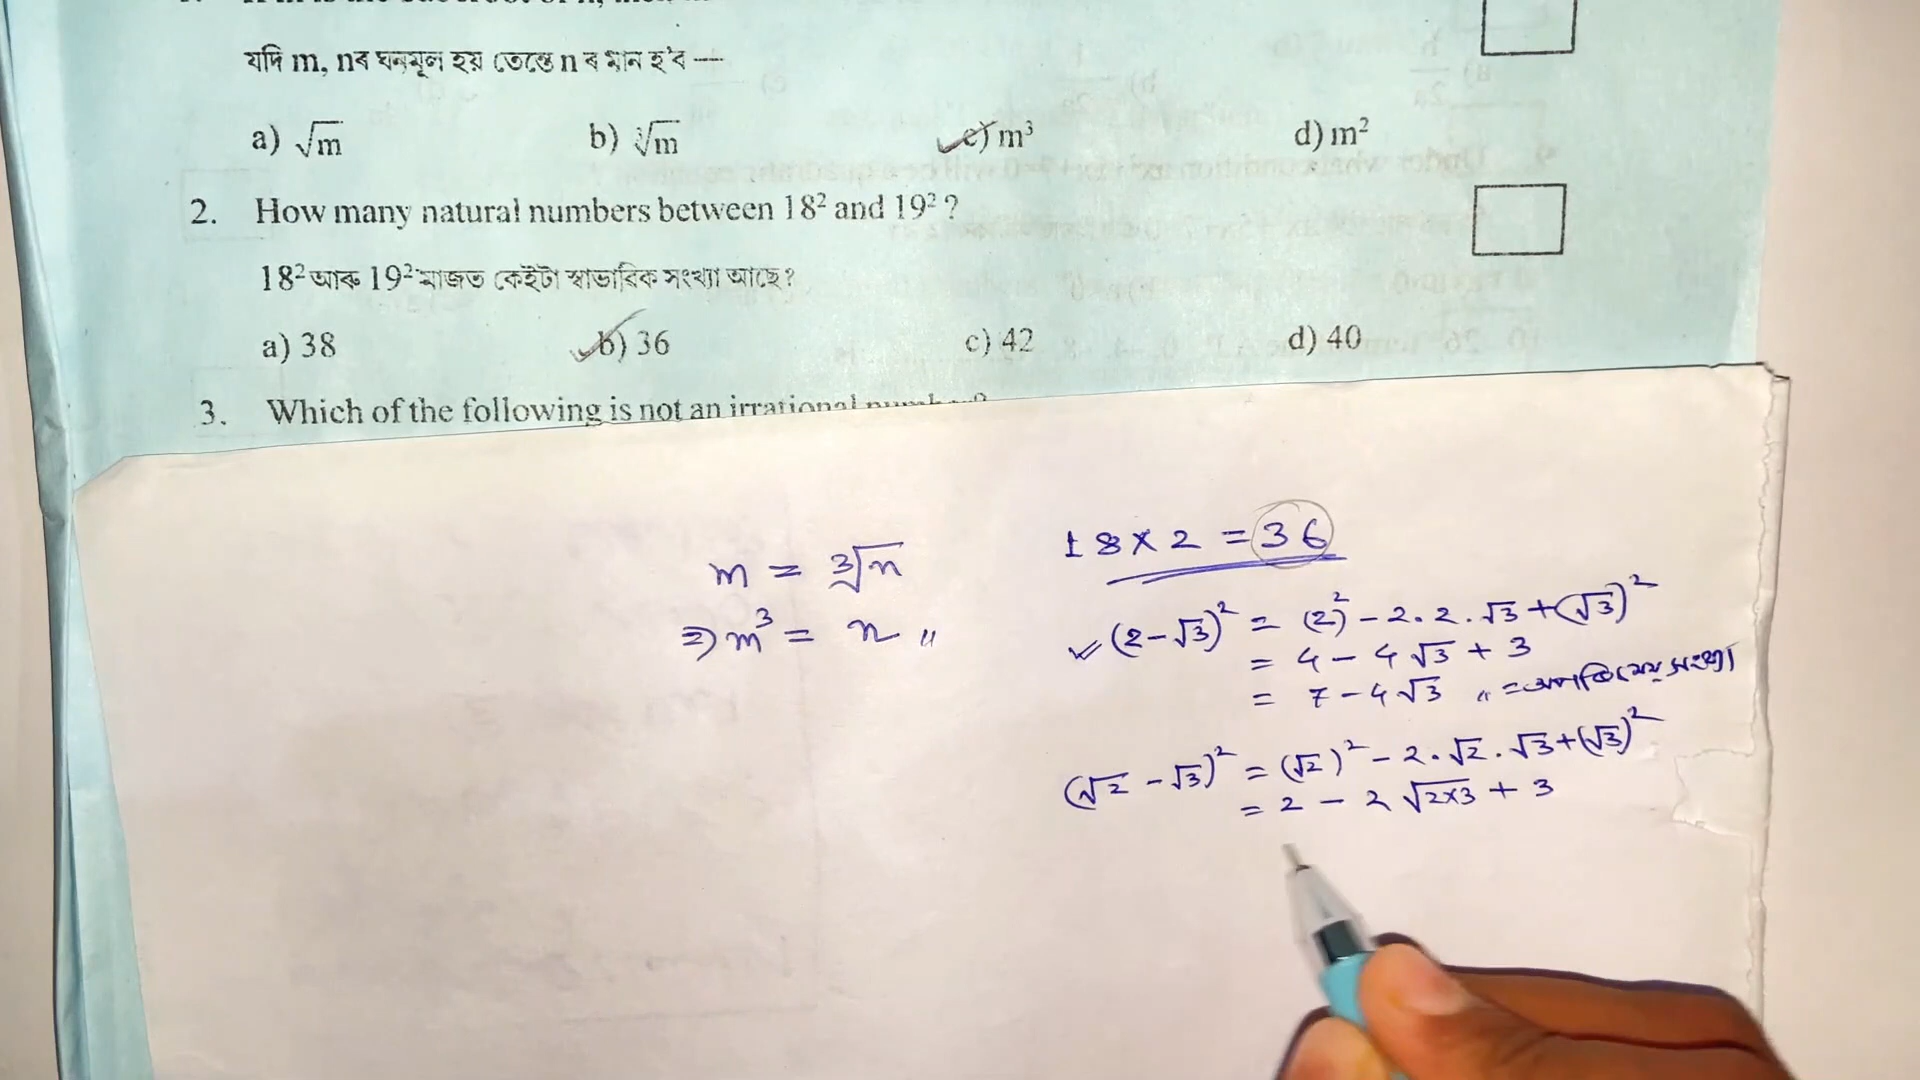 যদি m, nৰ ঘনমূল হয় তেন্তে n ৰ মান হ'ব —
a) √m b) ∛m c) m³ d) m²
2. How many natural numbers between 18² and 19² ?
18² আৰু 19² মাজত কেইটা স্বাভাবিক সংখ্যা আছে?
a) 38 b) 36 c) 42 d) 40
3. Which of the following is not an irrational number?
m = ∛n
⇒ m³ = n "
18 × 2 = 36
(2-√3)² = (2)² - 2.2.√3 + (√3)²
= 4 - 4√3 + 3
= 7 - 4√3 " = অপৰিমেয় সংখ্যা
(√2 - √3)² = (√2)² - 2.√2.√3 + (√3)²
= 2 - 2√2×3 + 3